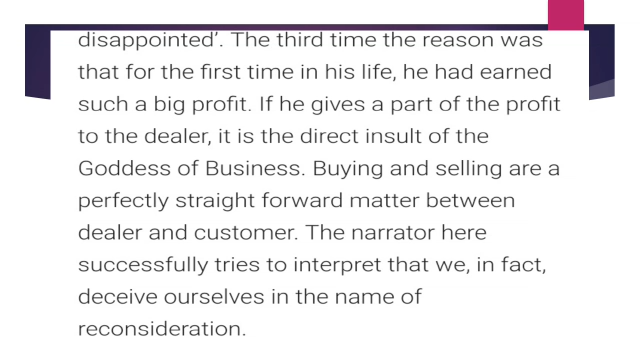 disappointed’. The third time the reason was
that for the first time in his life, he had earned
such a big profit. If he gives a part of the profit
to the dealer, it is the direct insult of the
Goddess of Business. Buying and selling are a
perfectly straight forward matter between
dealer and customer. The narrator here
successfully tries to interpret that we, in fact,
deceive ourselves in the name of
reconsideration.